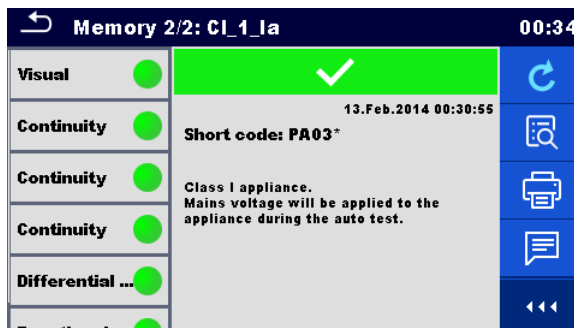 Memory 2/2: Cl_1_Ia
00:34
Visual
Continuity
Continuity
Continuity
Differential ...
13.Feb.2014 00:30:55
Short code: PA03*
Class I appliance.
Mains voltage will be applied to the
appliance during the auto test.